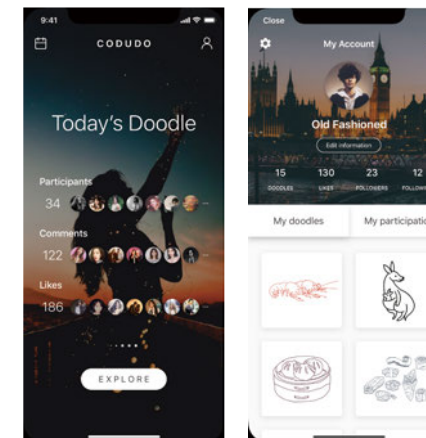 9:41
CODUDO
Today's Doodle
Participants
34
Comments
122
Likes
186
EXPLORE
Close
My Account
Old Fashioned
Edit information
15 130 23 12
DOODLES LIKES FOLLOWERS FOLLOWI
My doodles My participatio